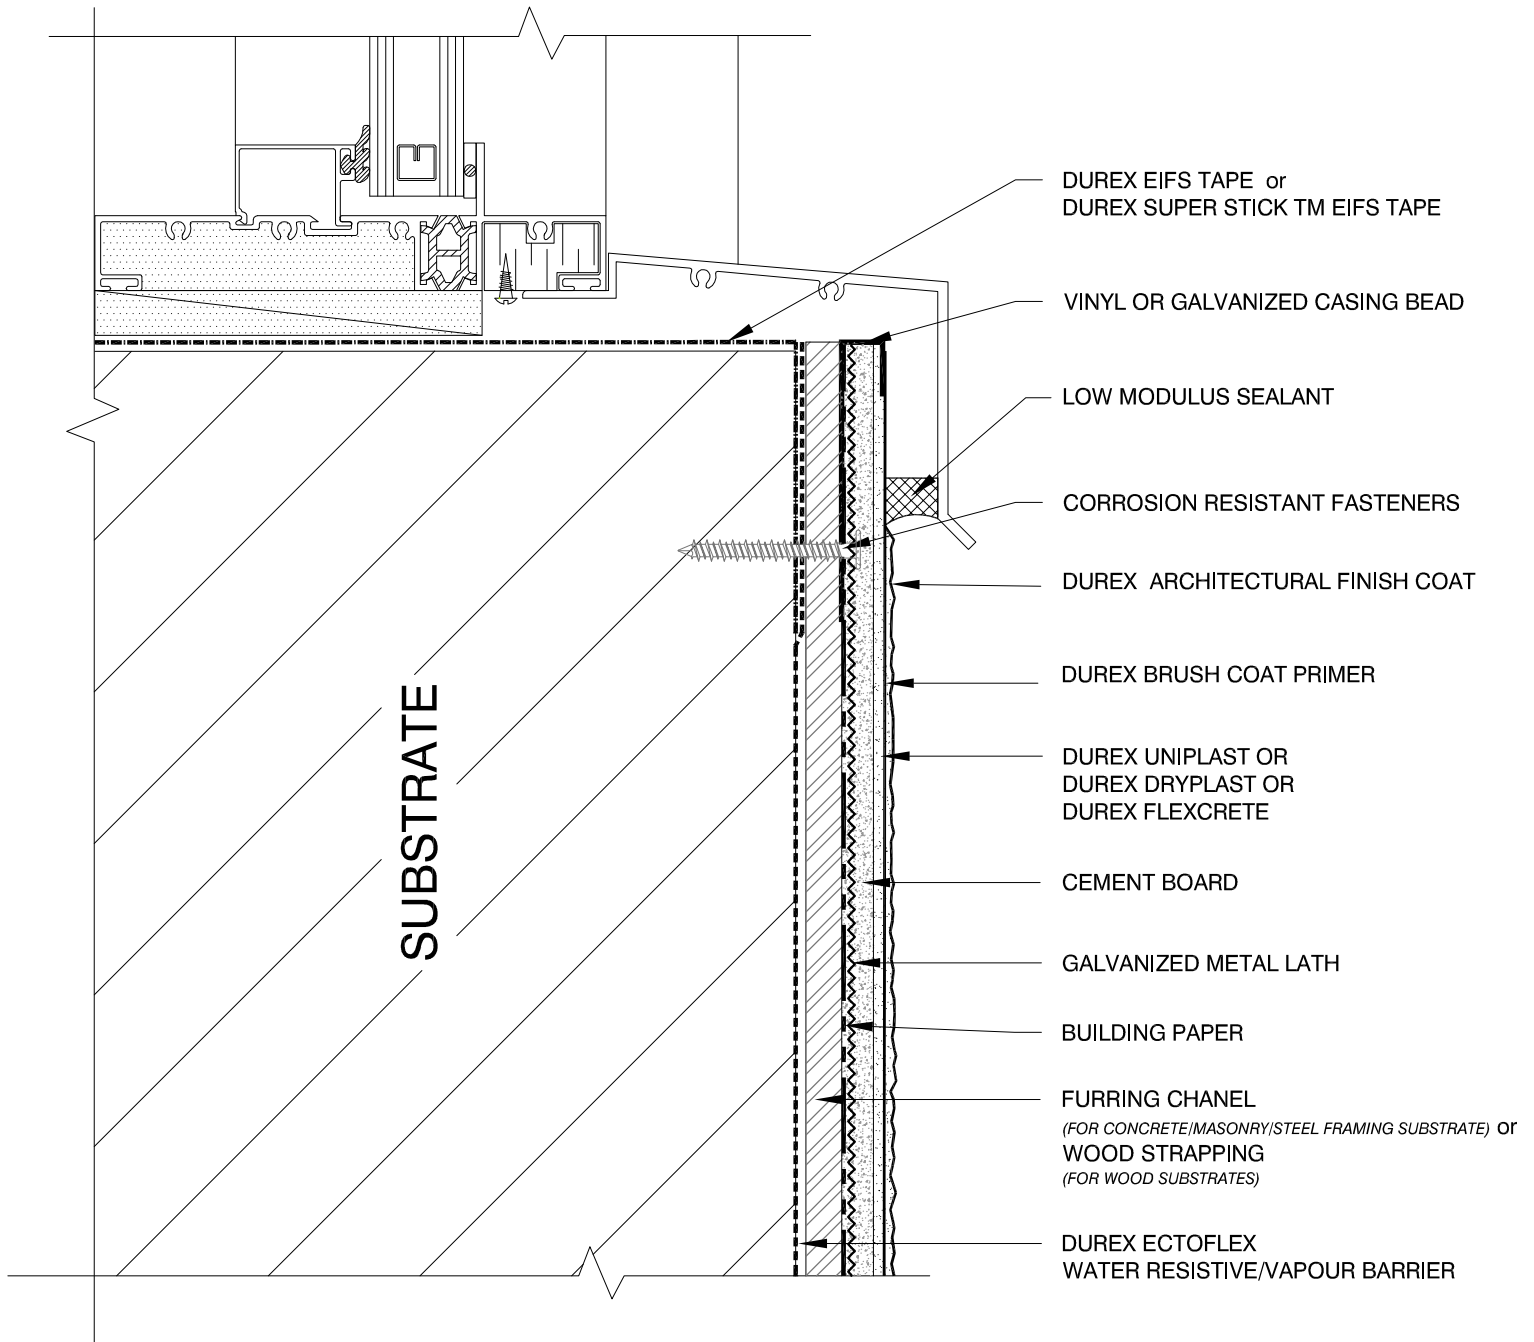 DUREX EIFS TAPE or
DUREX SUPER STICK TM EIFS TAPE
VINYL OR GALVANIZED CASING BEAD
LOW MODULUS SEALANT
CORROSION RESISTANT FASTENERS
DUREX ARCHITECTURAL FINISH COAT
DUREX BRUSH COAT PRIMER
DUREX UNIPLAST OR
DUREX DRYPLAST OR
DUREX FLEXCRETE
CEMENT BOARD
GALVANIZED METAL LATH
BUILDING PAPER
FURRING CHANEL
(FOR CONCRETE/MASONRY/STEEL FRAMING SUBSTRATE) or
WOOD STRAPPING
(FOR WOOD SUBSTRATES)
DUREX ECTOFLEX
WATER RESISTIVE/VAPOUR BARRIER
SUBSTRATE